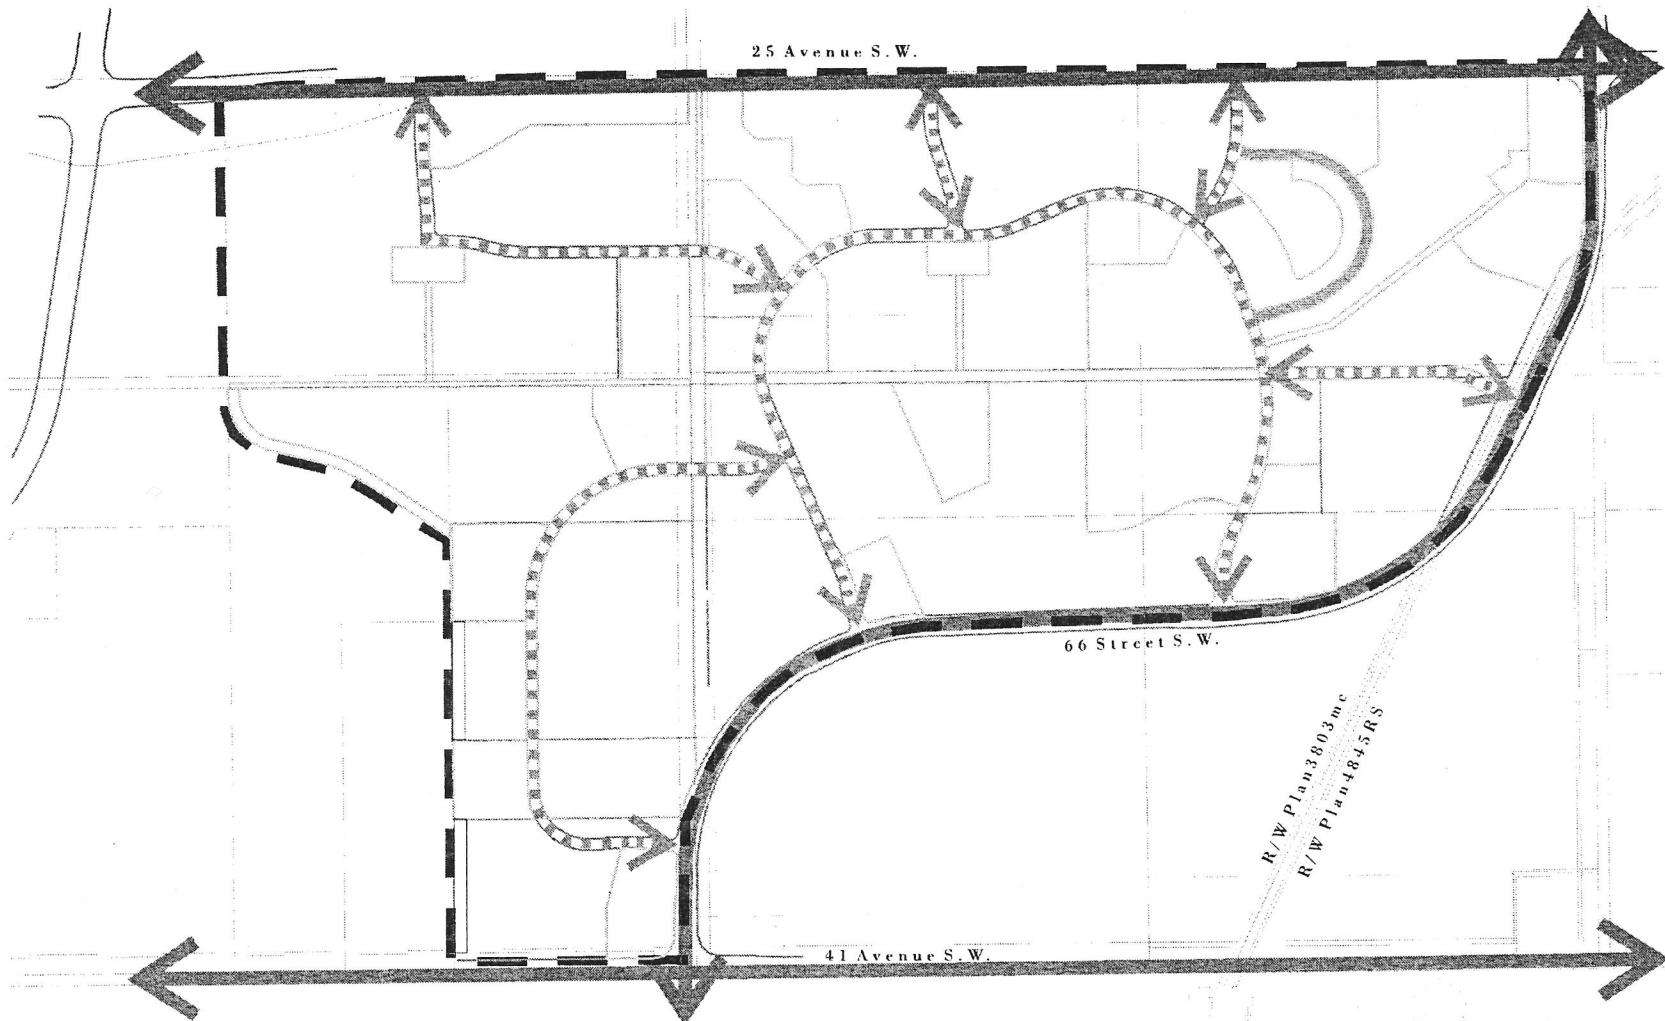 25 Avenue S.W.
66 Street S.W.
R/W Plan3803mc
R/W Plan4845RS
41 Avenue S.W.